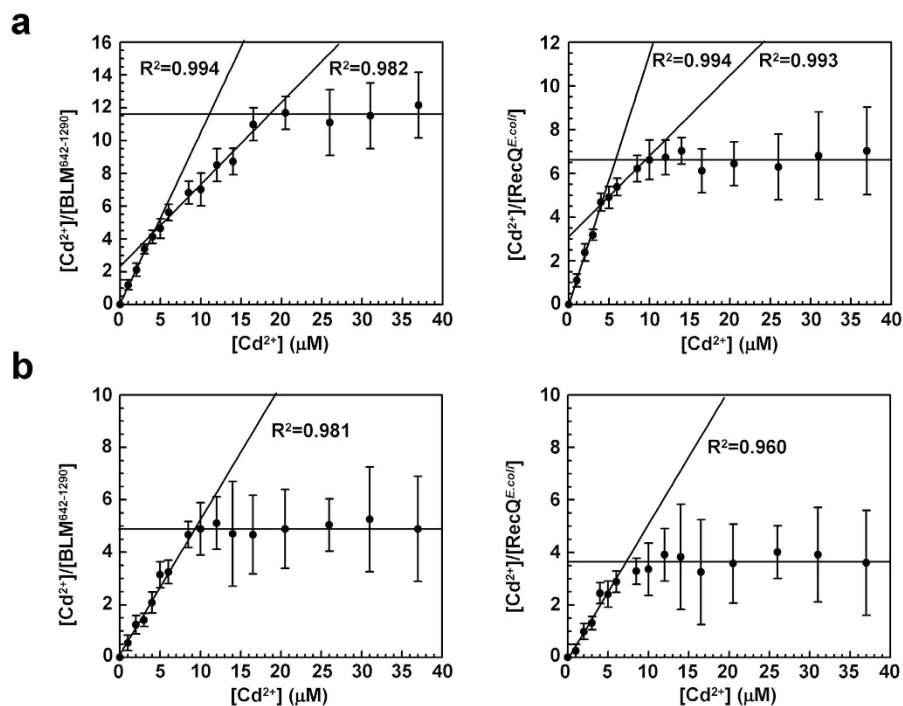 a
16
14
12
10
8
6
4
2
0
[Cd²⁺]/[BLM⁶⁴²⁻¹²⁹⁰]
R²=0.994
R²=0.982
0 5 10 15 20 25 30 35 40
[Cd²⁺] (μM)
12
10
8
6
4
2
0
[Cd²⁺]/[RecQᴱ·ᶜᵒˡⁱ]
R²=0.994
R²=0.993
0 5 10 15 20 25 30 35 40
[Cd²⁺] (μM)
b
10
8
6
4
2
0
[Cd²⁺]/[BLM⁶⁴²⁻¹²⁹⁰]
R²=0.981
0 5 10 15 20 25 30 35 40
[Cd²⁺] (μM)
10
8
6
4
2
0
[Cd²⁺]/[RecQᴱ·ᶜᵒˡⁱ]
R²=0.960
0 5 10 15 20 25 30 35 40
[Cd²⁺] (μM)